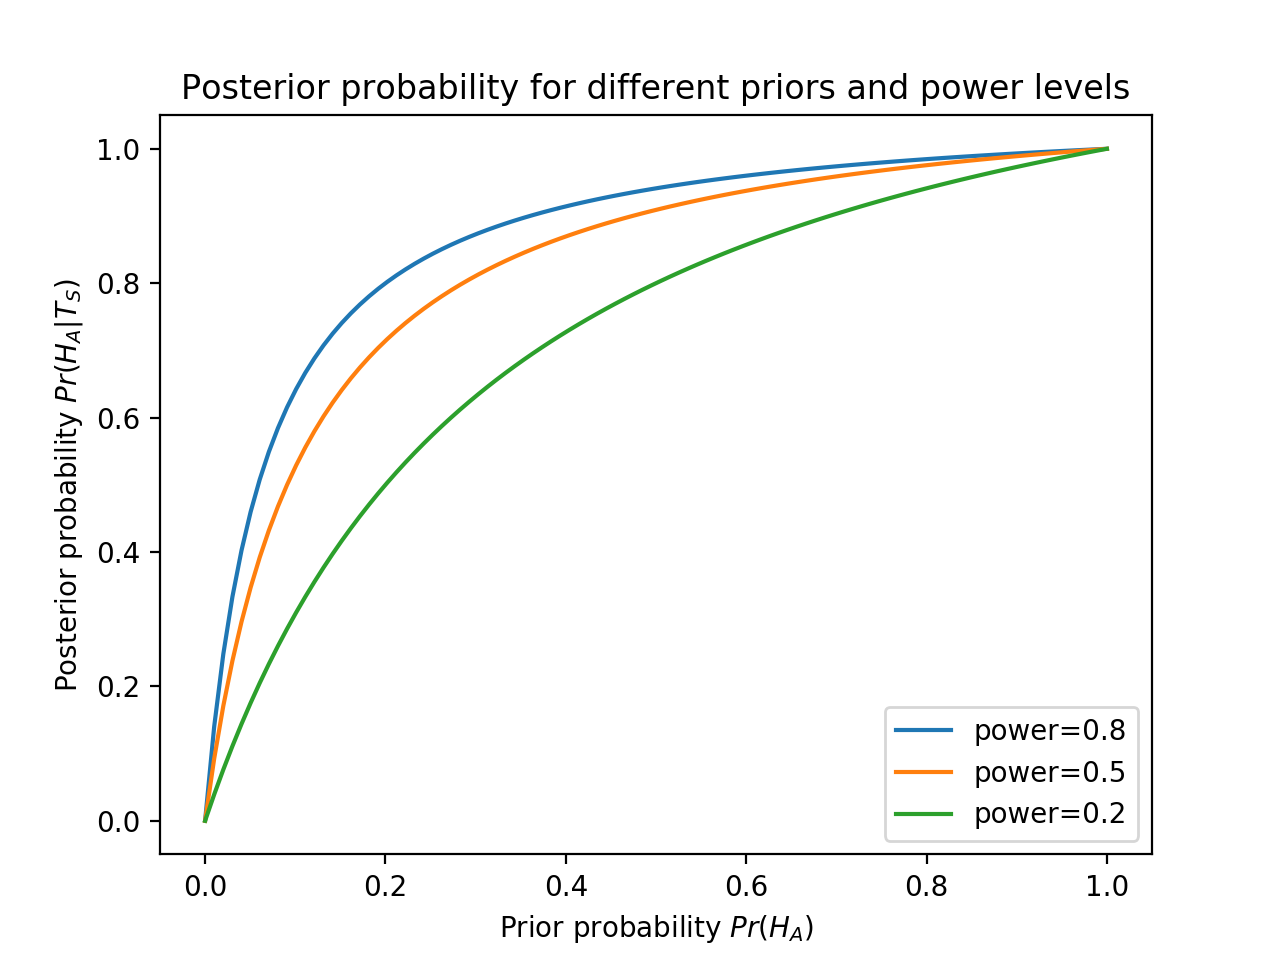 Posterior probability for different priors and power levels
Posterior probability Pr(H_A|T_S)
1.0
0.8
0.6
0.4
0.2
0.0
0.0 0.2 0.4 0.6 0.8 1.0
Prior probability Pr(H_A)
power=0.8
power=0.5
power=0.2